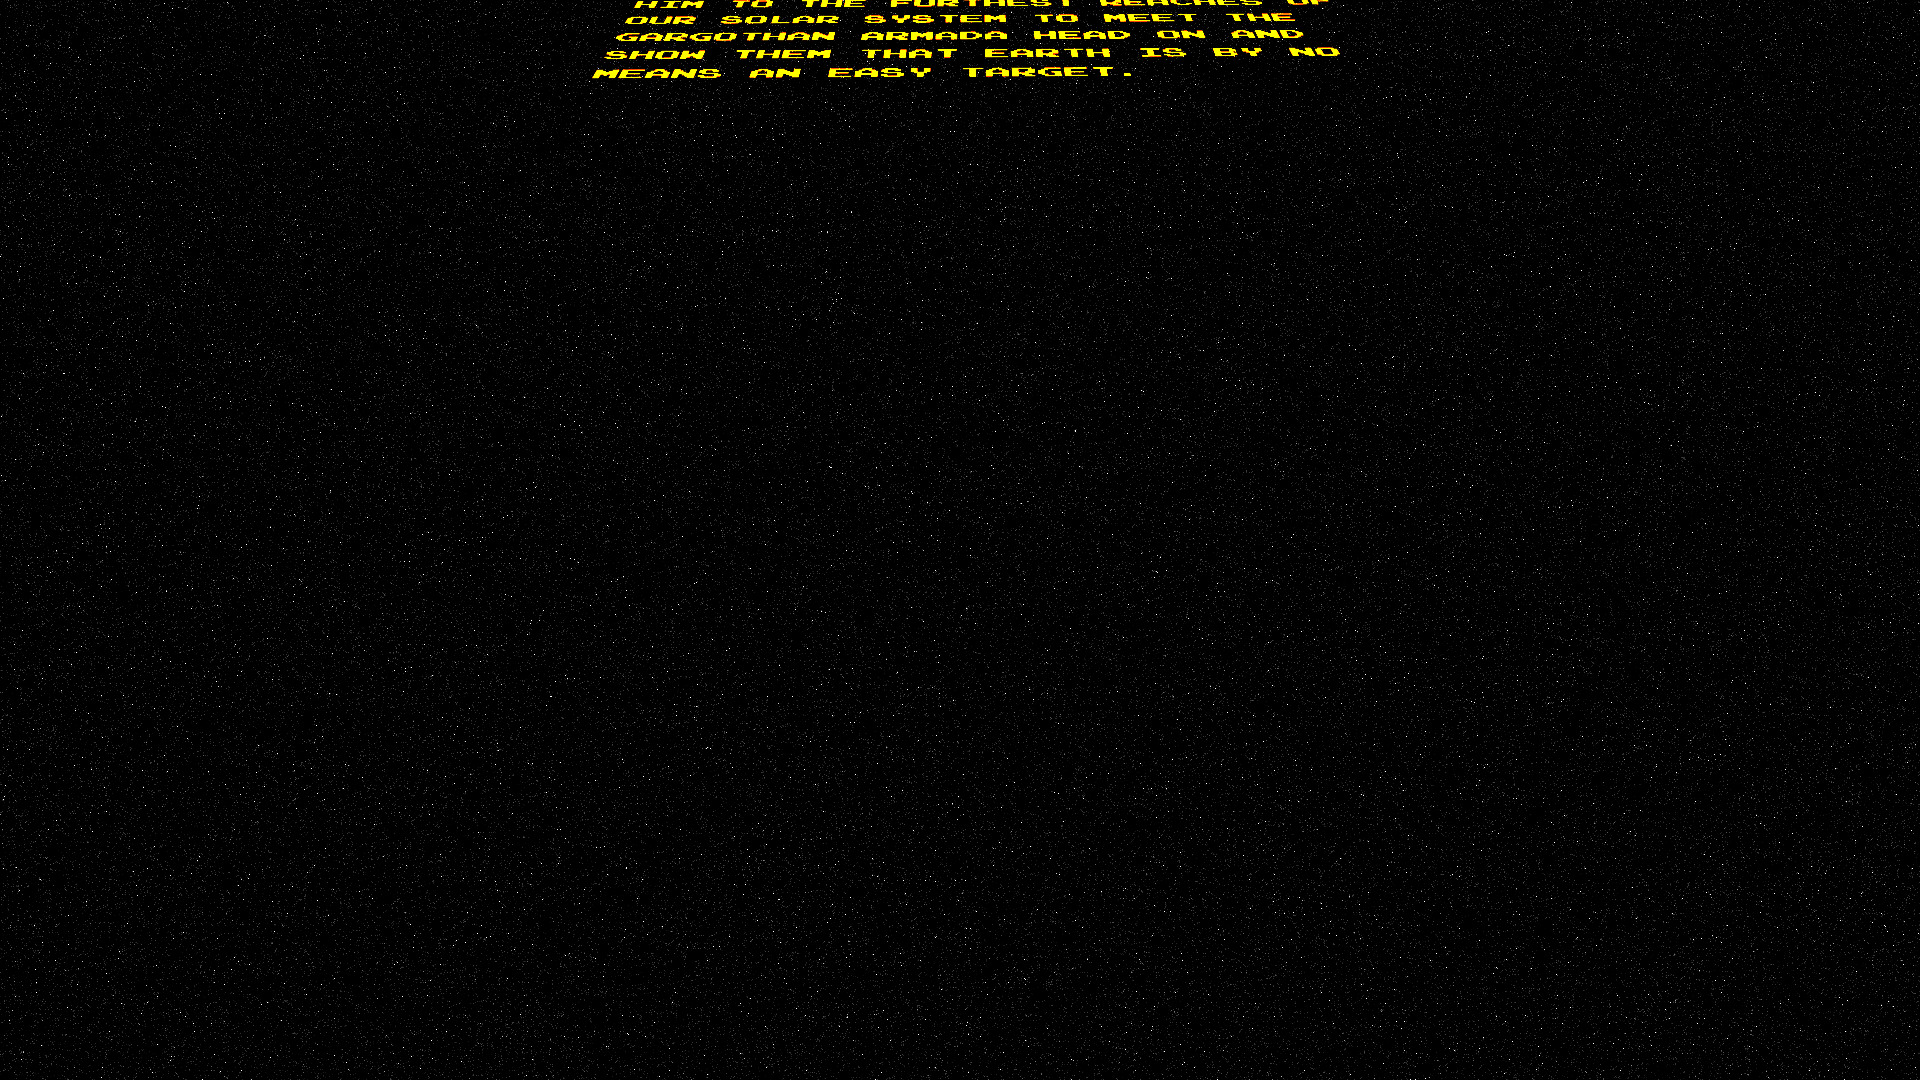 HIM TO THE FURTHEST REACHES OF
OUR SOLAR SYSTEM TO MEET THE
GARGOTHAN ARMADA HEAD ON AND
SHOW THEM THAT EARTH IS BY NO
MEANS AN EASY TARGET.